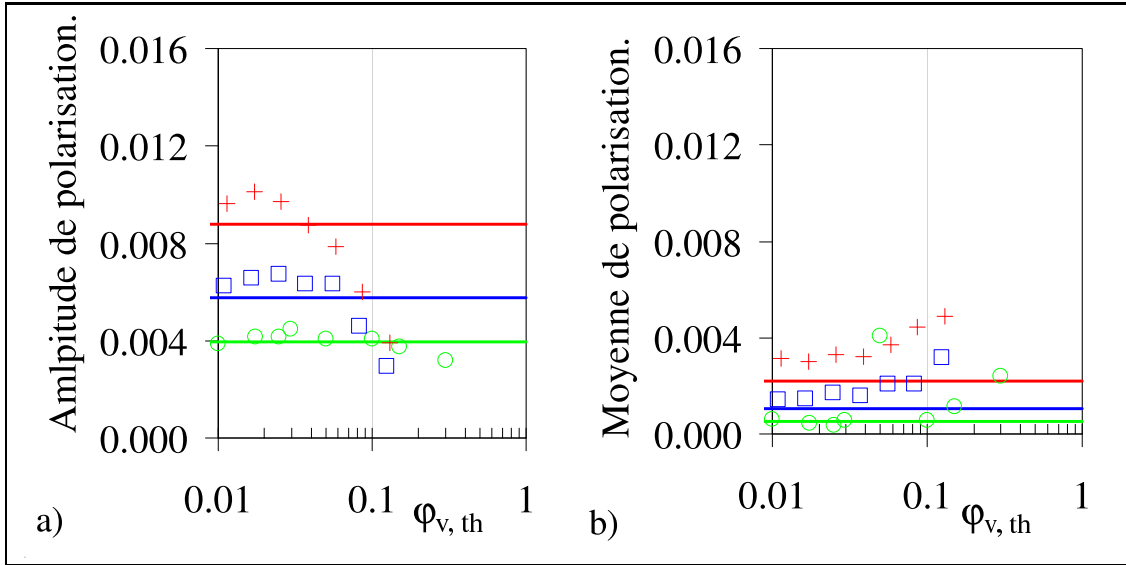 Amlpitude de polarisation.
0.016
0.012
0.008
0.004
0.000
0.01
0.1
1
φv, th
a)
Moyenne de polarisation.
0.016
0.012
0.008
0.004
0.000
0.01
0.1
1
φv, th
b)